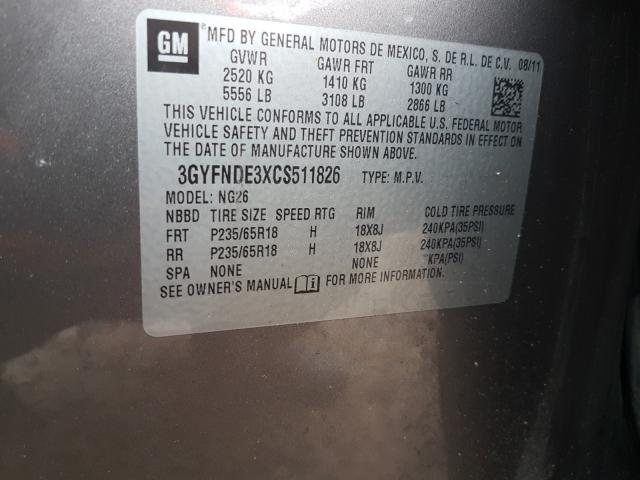 GM
MFD BY GENERAL MOTORS DE MEXICO, S. DE R.L. DE C.V. 08/11
GVWR GAWR FRT GAWR RR
2520 KG 1410 KG 1300 KG
5556 LB 3108 LB 2866 LB
THIS VEHICLE CONFORMS TO ALL APPLICABLE U.S. FEDERAL MOTOR
VEHICLE SAFETY AND THEFT PREVENTION STANDARDS IN EFFECT ON
THE DATE OF MANUFACTURE SHOWN ABOVE.
3GYFNDE3XCS511826 TYPE: M.P.V.
MODEL: NG26
NBBD TIRE SIZE SPEED RTG RIM COLD TIRE PRESSURE
FRT P235/65R18 H 18X8J 240KPA(35PSI)
RR P235/65R18 H 18X8J 240KPA(35PSI)
SPA NONE NONE KPA(PSI)
SEE OWNER'S MANUAL FOR MORE INFORMATION.